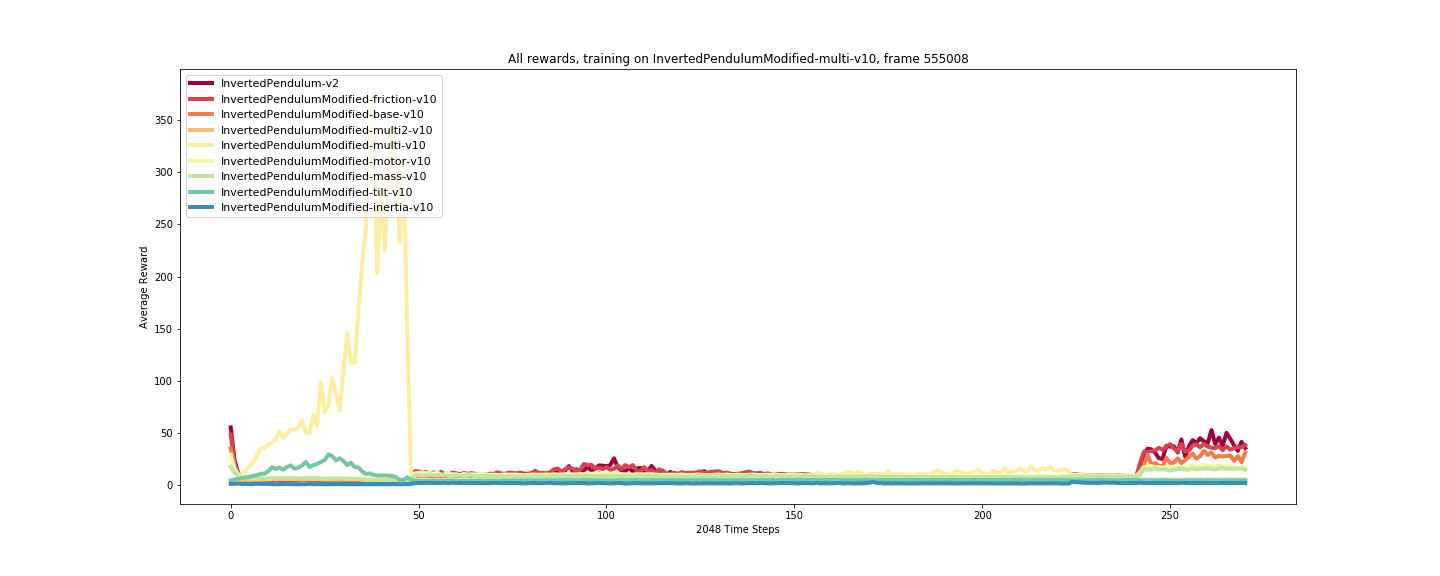 All rewards, training on InvertedPendulumModified-multi-v10, frame 555008
InvertedPendulum-v2
InvertedPendulumModified-friction-v10
InvertedPendulumModified-base-v10
InvertedPendulumModified-multi2-v10
InvertedPendulumModified-multi-v10
InvertedPendulumModified-motor-v10
InvertedPendulumModified-mass-v10
InvertedPendulumModified-tilt-v10
InvertedPendulumModified-inertia-v10
Average Reward
350
300
250
200
150
100
50
0
0 50 100 150 200 250
2048 Time Steps